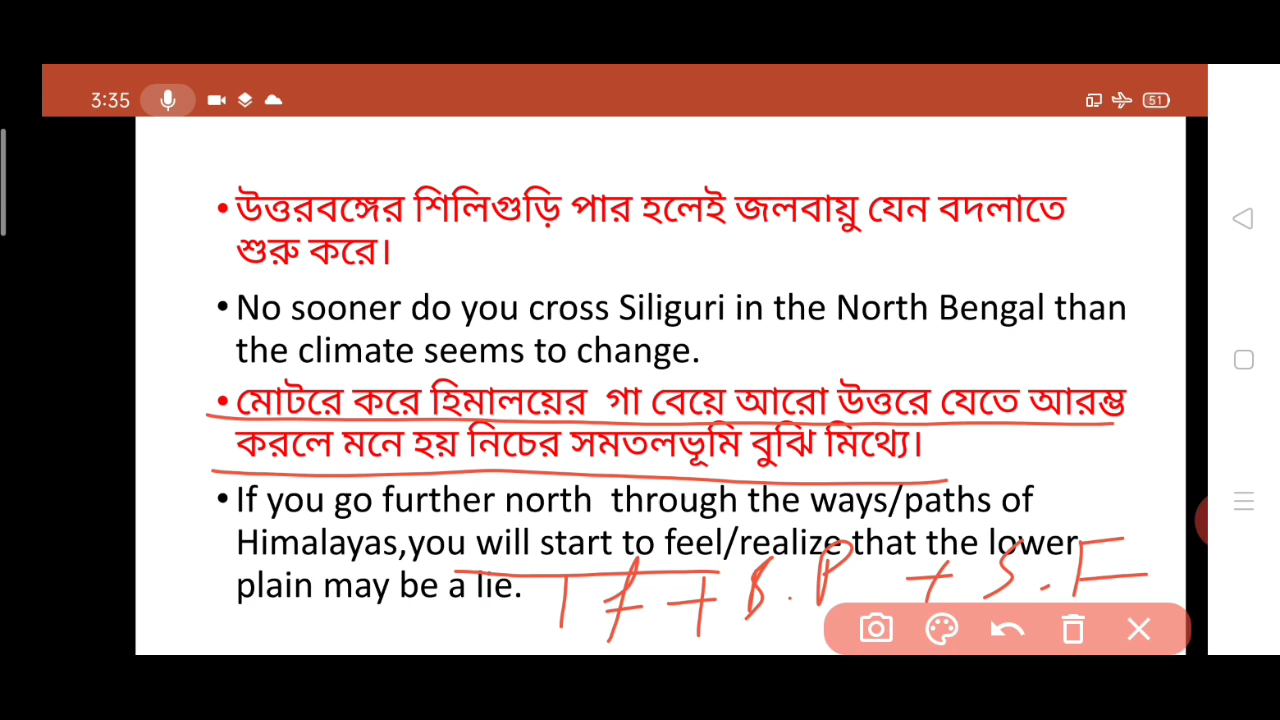 3:35
51
•উত্তরবঙ্গের শিলিগুড়ি পার হলেই জলবায়ু যেন বদলাতে
শুরু করে।
•No sooner do you cross Siliguri in the North Bengal than
the climate seems to change.
•মোটরে করে হিমালয়ের গা বেয়ে আরো উত্তরে যেতে আরম্ভ
করলে মনে হয় নিচের সমতলভূমি বুঝি মিথ্যে।
•If you go further north through the ways/paths of
Himalayas,you will start to feel/realize that the lower
plain may be a lie.
If + S.P + S.F